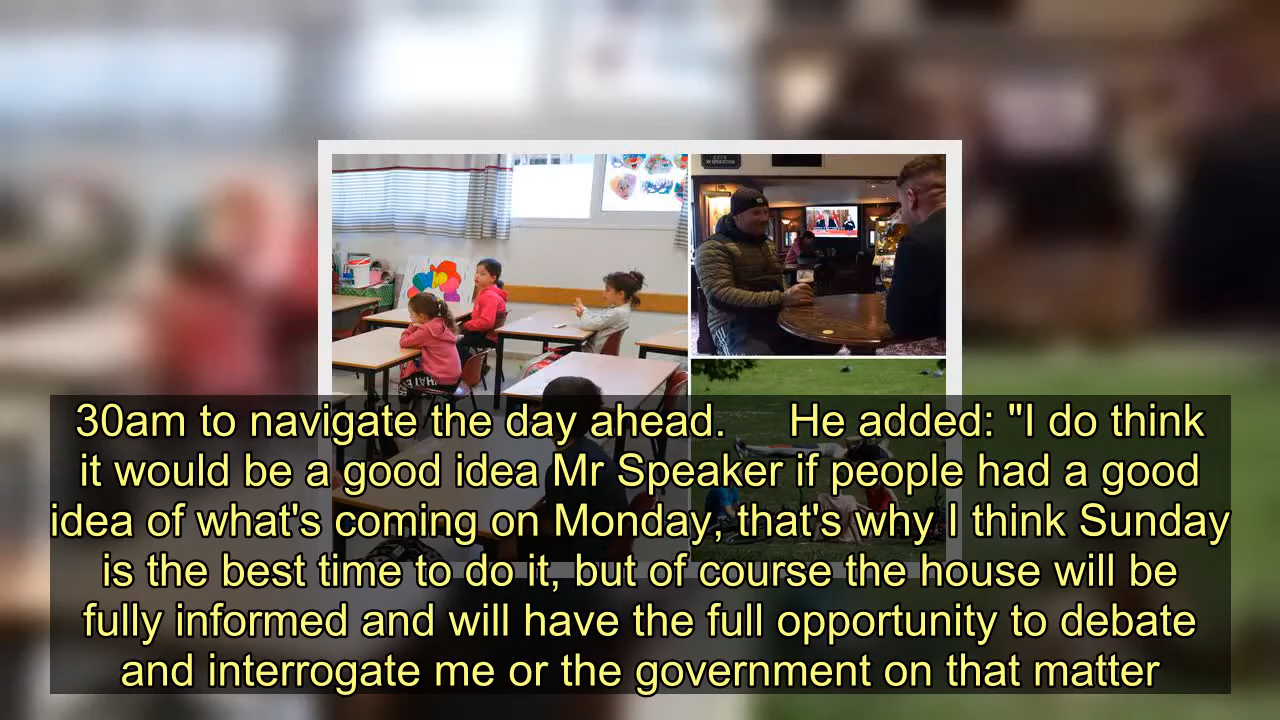 30am to navigate the day ahead.     He added: "I do think
it would be a good idea Mr Speaker if people had a good
idea of what's coming on Monday, that's why I think Sunday
is the best time to do it, but of course the house will be
fully informed and will have the full opportunity to debate
and interrogate me or the government on that matter